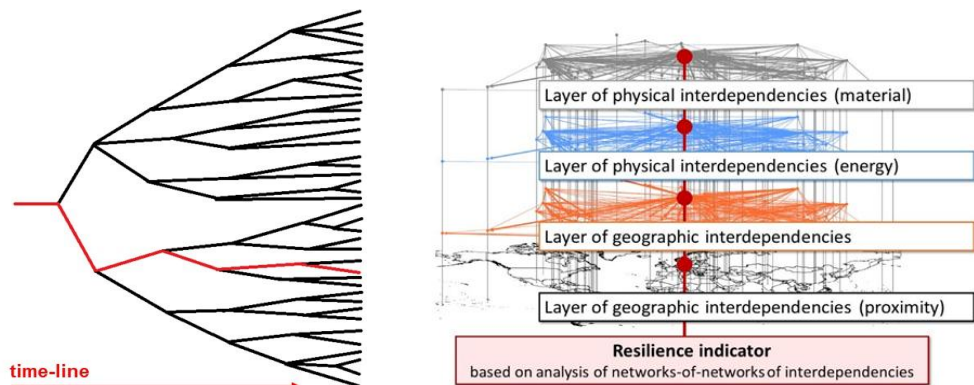 Layer of physical interdependencies (material)
Layer of physical interdependencies (energy)
Layer of geographic interdependencies
Layer of geographic interdependencies (proximity)
Resilience indicator
based on analysis of networks-of-networks of interdependencies
time-line